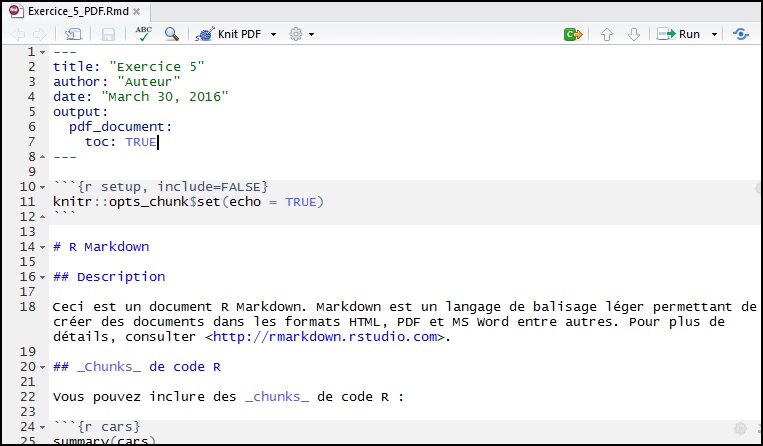 Exercice_5_PDF.Rmd ×
ABC Knit PDF Run
1 ---
2 title: "Exercice 5"
3 author: "Auteur"
4 date: "March 30, 2016"
5 output:
6   pdf_document:
7     toc: TRUE
8 ---
9
10 ```{r setup, include=FALSE}
11 knitr::opts_chunk$set(echo = TRUE)
12 ```
13
14 # R Markdown
15
16 ## Description
17
18 Ceci est un document R Markdown. Markdown est un langage de balisage léger permettant de
créer des documents dans les formats HTML, PDF et MS Word entre autres. Pour plus de
détails, consulter <http://rmarkdown.rstudio.com>.
19
20 ## _Chunks_ de code R
21
22 Vous pouvez inclure des _chunks_ de code R :
23
24 ```{r cars}
25 summary(cars)